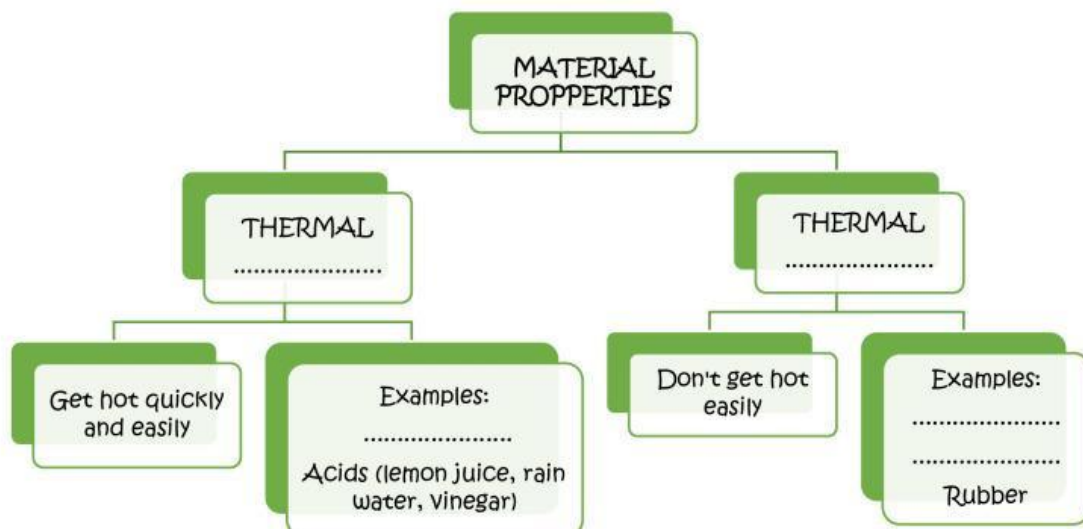 MATERIAL
PROPPERTIES
THERMAL
......................
THERMAL
......................
Get hot quickly
and easily
Examples:
......................
Acids (lemon juice, rain
water, vinegar)
Don't get hot
easily
Examples:
......................
......................
Rubber